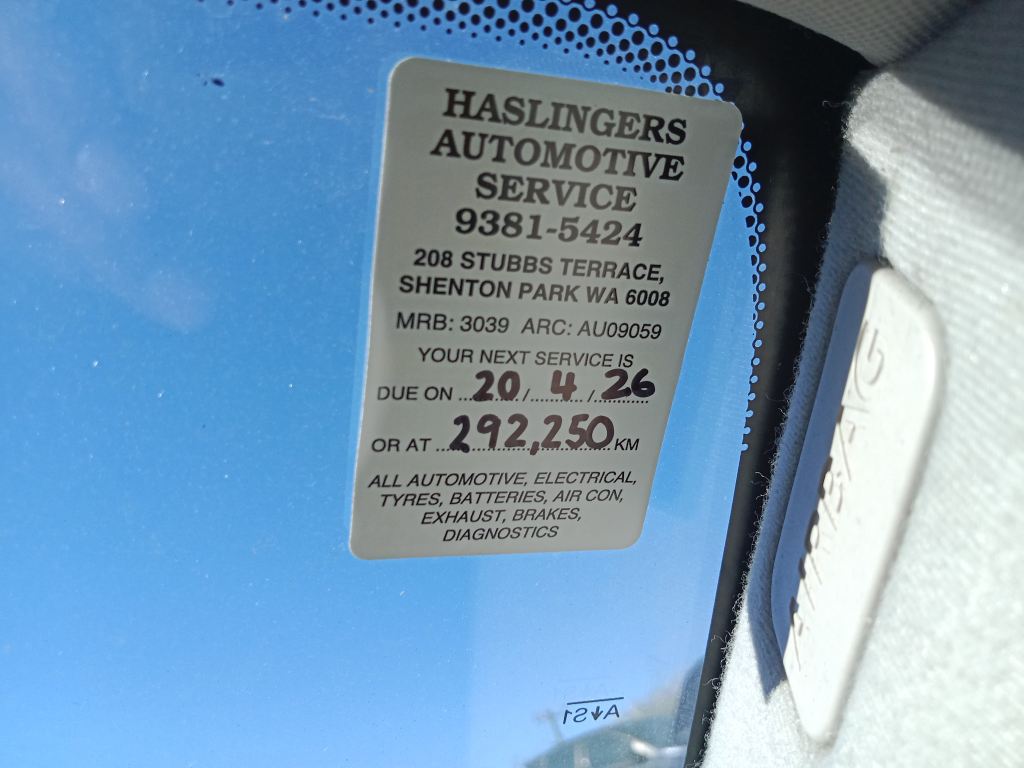 HASLINGERS
AUTOMOTIVE
SERVICE
9381-5424
208 STUBBS TERRACE,
SHENTON PARK WA 6008
MRB: 3039 ARC: AU09059
YOUR NEXT SERVICE IS
DUE ON ...20./...4.../.26
OR AT ...292,250 KM
ALL AUTOMOTIVE, ELECTRICAL,
TYRES, BATTERIES, AIR CON,
EXHAUST, BRAKES,
DIAGNOSTICS
A↓S1
AIRBAG